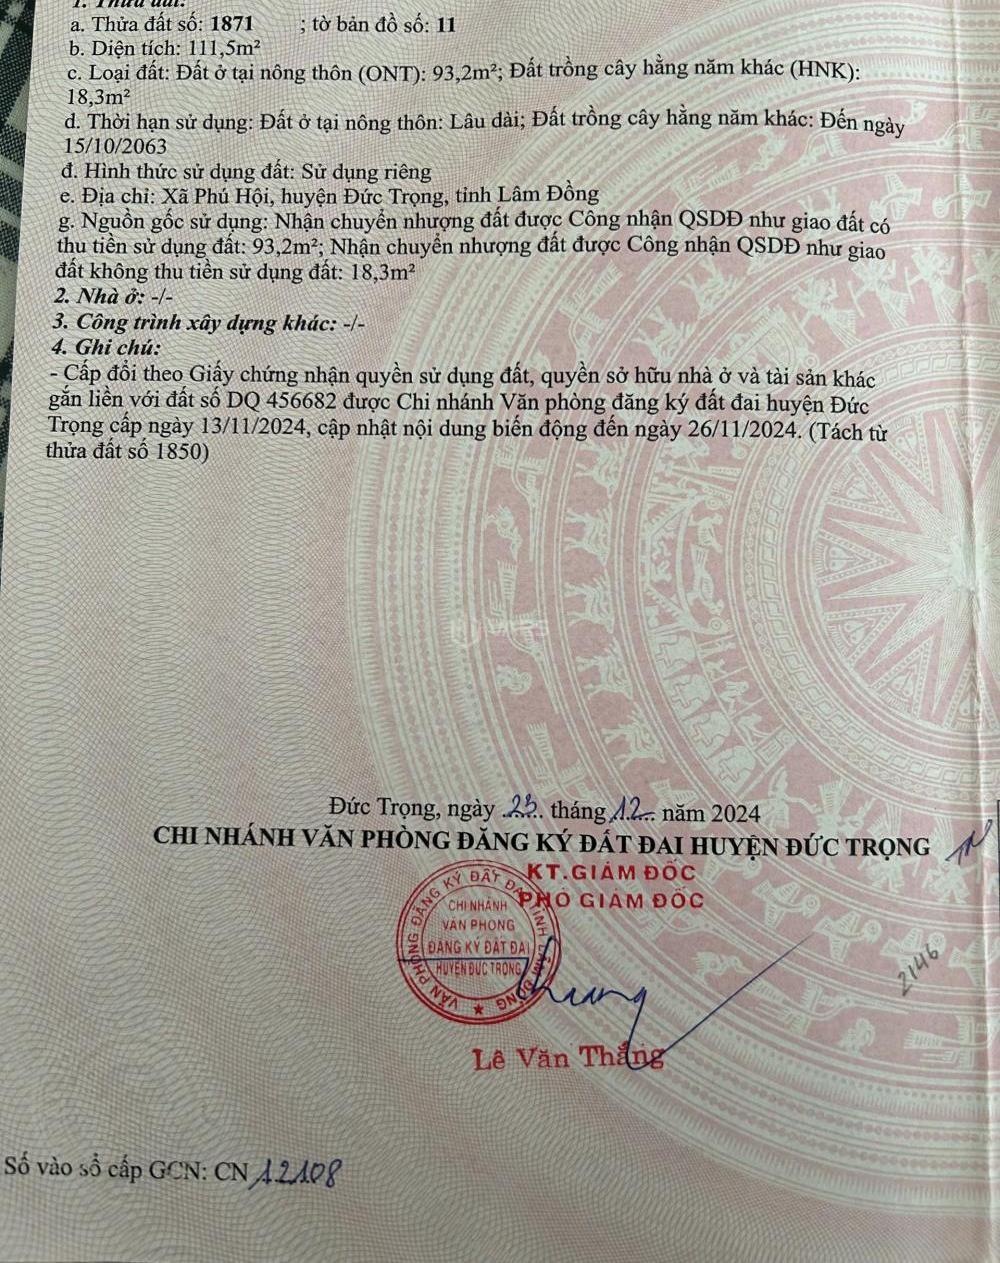 1. Thửa đất:
a. Thửa đất số: 1871 ; tờ bản đồ số: 11
b. Diện tích: 111,5m²
c. Loại đất: Đất ở tại nông thôn (ONT): 93,2m²; Đất trồng cây hằng năm khác (HNK):
18,3m²
d. Thời hạn sử dụng: Đất ở tại nông thôn: Lâu dài; Đất trồng cây hằng năm khác: Đến ngày
15/10/2063
đ. Hình thức sử dụng đất: Sử dụng riêng
e. Địa chỉ: Xã Phú Hội, huyện Đức Trọng, tỉnh Lâm Đồng
g. Nguồn gốc sử dụng: Nhận chuyển nhượng đất được Công nhận QSDĐ như giao đất có
thu tiền sử dụng đất: 93,2m²; Nhận chuyển nhượng đất được Công nhận QSDĐ như giao
đất không thu tiền sử dụng đất: 18,3m²
2. Nhà ở: -/-
3. Công trình xây dựng khác: -/-
4. Ghi chú:
- Cấp đổi theo Giấy chứng nhận quyền sử dụng đất, quyền sở hữu nhà ở và tài sản khác
gắn liền với đất số DQ 456682 được Chi nhánh Văn phòng đăng ký đất đai huyện Đức
Trọng cấp ngày 13/11/2024, cập nhật nội dung biến động đến ngày 26/11/2024. (Tách từ
thửa đất số 1850)
Đức Trọng, ngày 23. tháng 12. năm 2024
CHI NHÁNH VĂN PHÒNG ĐĂNG KÝ ĐẤT ĐAI HUYỆN ĐỨC TRỌNG
KT.GIÁM ĐỐC
PHÓ GIÁM ĐỐC
VĂN PHÒNG ĐĂNG KÝ ĐẤT ĐAI TỈNH LÂM ĐỒNG
CHI NHÁNH
VĂN PHÒNG
ĐĂNG KÝ ĐẤT ĐAI
HUYỆN ĐỨC TRỌNG
2146
Lê Văn Thắng
Số vào sổ cấp GCN: CN 12108